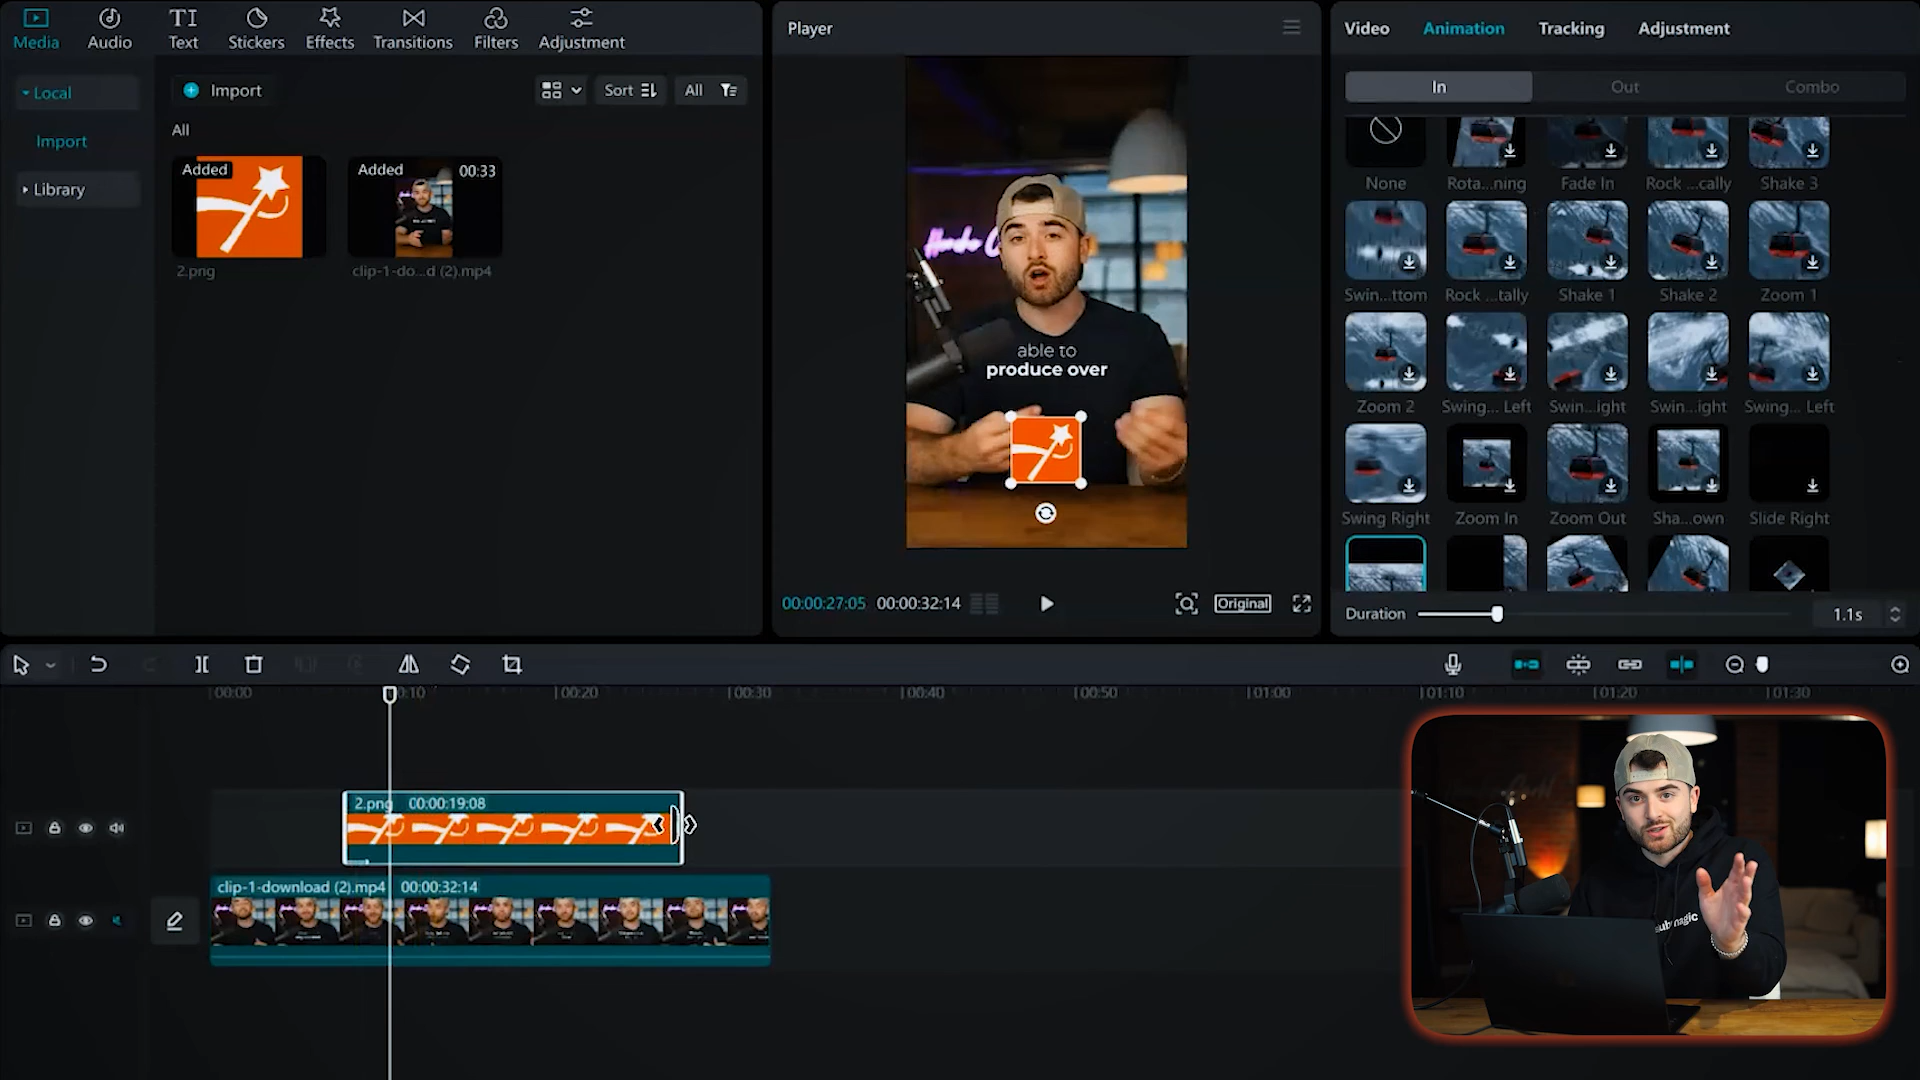 Media
Audio
Text
Stickers
Effects
Transitions
Filters
Adjustment
Local
Import
Library
Import
Sort
All
All
Added
2.png
Added
00:33
clip-1-do...d (2).mp4
Player
able to
produce over
00:00:27:05
00:00:32:14
Original
Video
Animation
Tracking
Adjustment
In
Out
Combo
None
Rota...ning
Fade In
Rock ...cally
Shake 3
Swin...ttom
Rock ...tally
Shake 1
Shake 2
Zoom 1
Zoom 2
Swing... Left
Swin...ight
Swin...ight
Swing... Left
Swing Right
Zoom In
Zoom Out
Sha...own
Slide Right
Duration
1.1s
00:00
00:10
00:20
00:30
00:40
00:50
01:00
01:10
01:20
01:30
2.png 00:00:19:08
clip-1-download (2).mp4 00:00:32:14